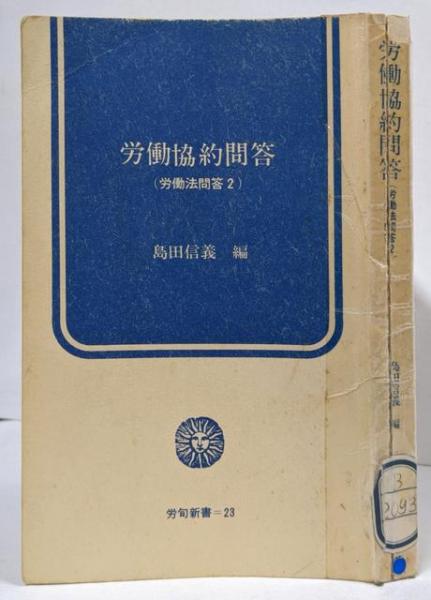 労働協約問答
（労働法問答2）
島田信義 編
労旬新書＝23
労働協約問答
（労働法問答2）
島田信義 編
3
2093